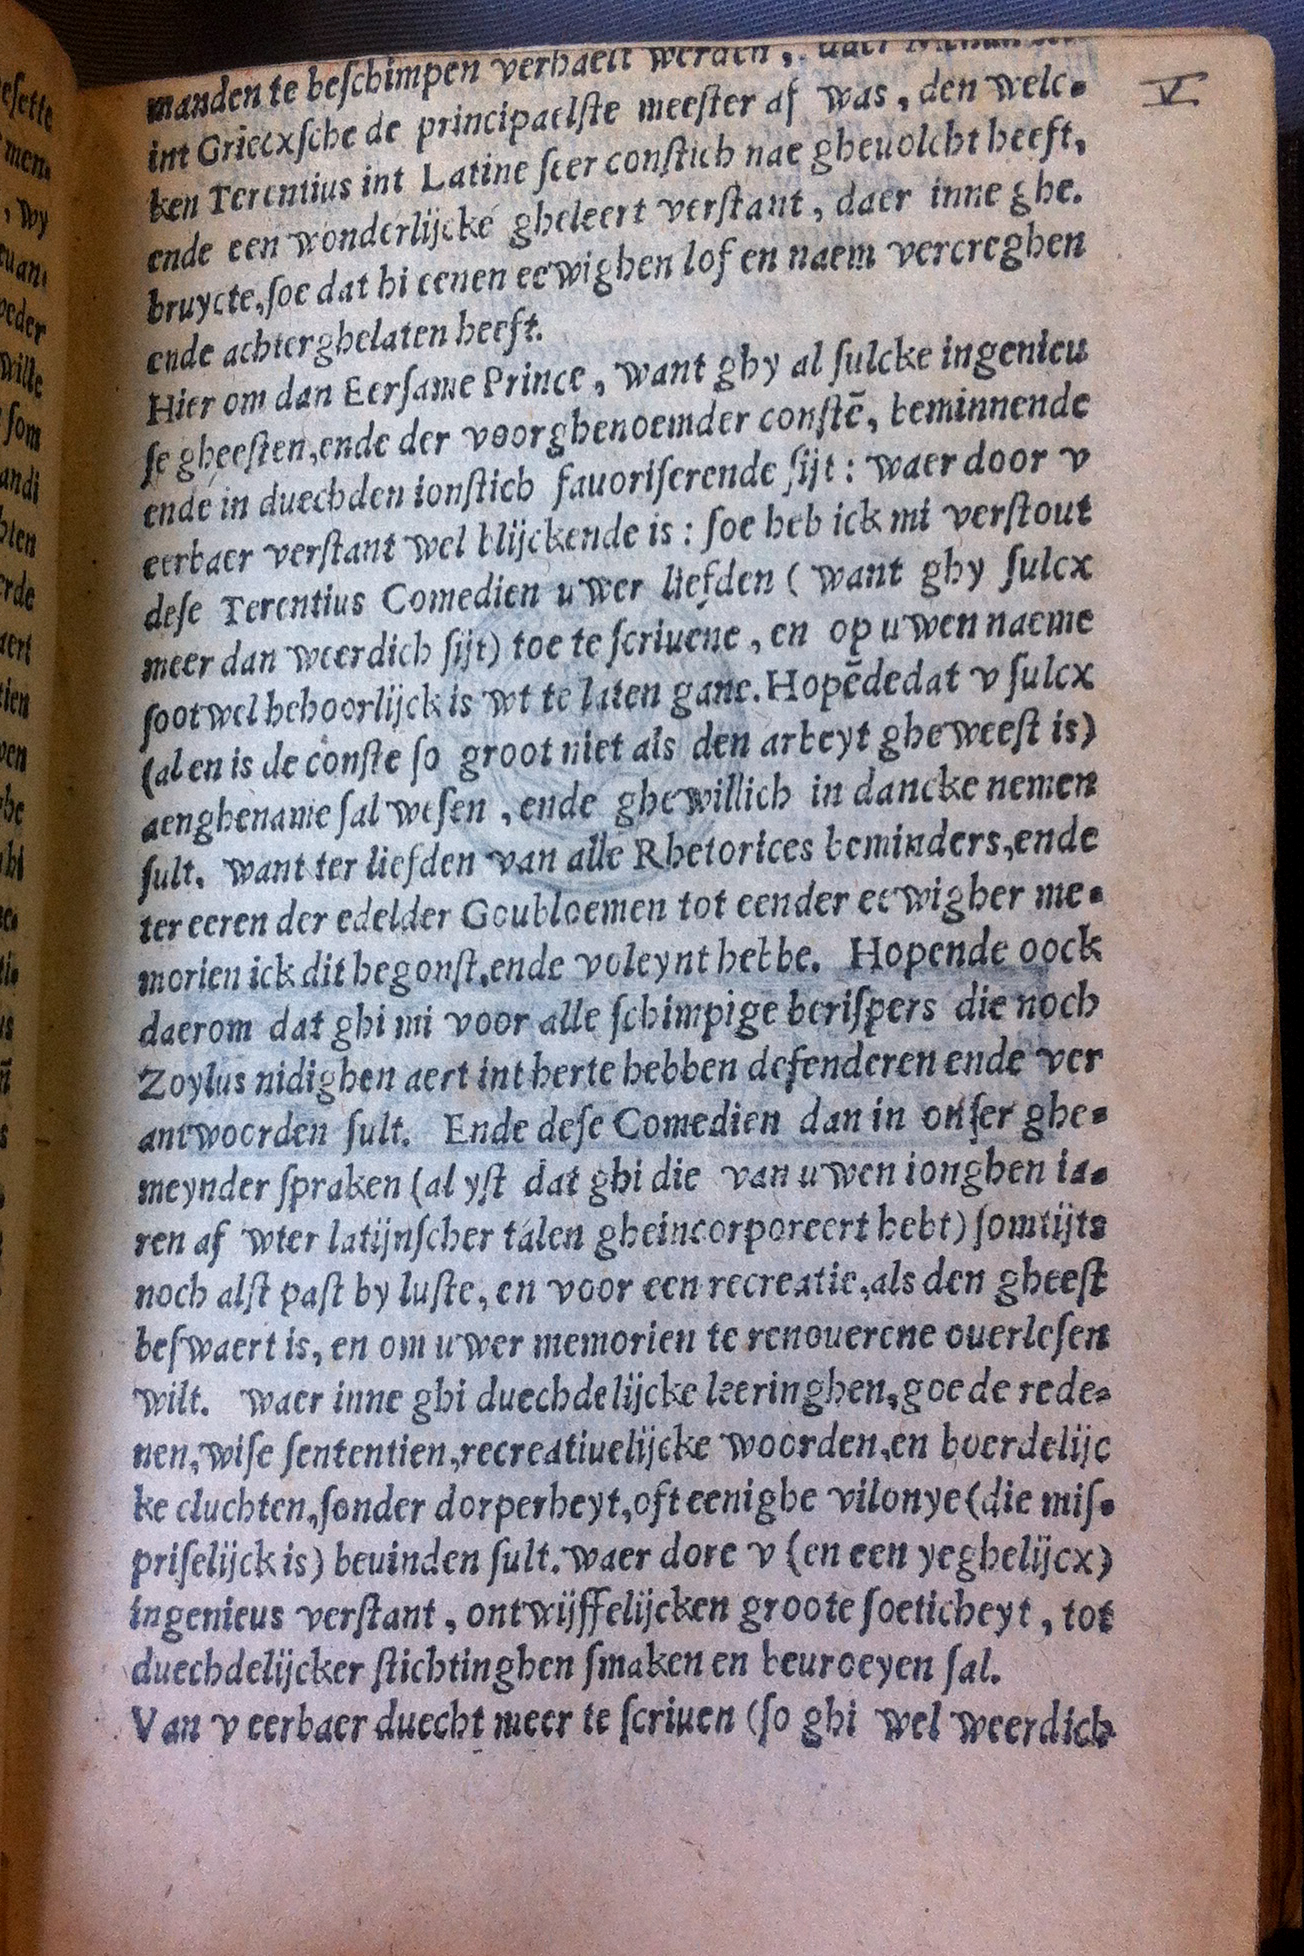 manden te beſchimpen verhaelt werden, daer
V
int Griecxſche de principaelſte meeſter af was, den welc-
ken Terentius int Latine ſeer conſtich nae gheuolcht heeft,
ende een wonderlijcke gheleert verſtant, daer inne ghe-
bruycte, ſoe dat hi eenen eewighen lof en naem vercreghen
ende achterghelaten heeft.
Hier om dan Eerſame Prince, want ghy al ſulcke ingenieu
ſe gheeſten, ende der voorghenoemder conſtē, beminnende
ende in duechden ionſtich fauoriſerende ſijt: waer door v
eerbaer verſtant wel blijckende is: ſoe heb ick mi verſtout
deſe Terentius Comedien uwer liefden (want ghy ſulcx
meer dan weerdich ſijt) toe te ſcriuene, en op uwen naeme
ſoot wel behoorlijck is wt te laten gane. Hopēde dat v ſulcx
(al en is de conſte ſo groot niet als den arbeyt gheweeſt is)
aenghename ſal weſen, ende ghewillich in dancke nemen
ſult. want ter liefden van alle Rhetorices beminders, ende
ter eeren der edelder Goubloemen tot eender eewigher me-
morien ick dit begonſt, ende voleynt hebbe. Hopende oock
daerom dat ghi mi voor alle ſchimpige beriſpers die noch
Zoylus nidighen aert int herte hebben defenderen ende ver
antwoorden ſult. Ende deſe Comedien dan in onſer ghe-
meynder ſpraken (al yſt dat ghi die van uwen ionghen ia-
ren af wter latijnſcher talen gheincorporeert hebt) ſomtijts
noch alſt paſt by luſte, en voor een recreatie, als den gheeſt
beſwaert is, en om uwer memorien te renouerene ouerleſen
wilt. waer inne ghi duechdelijcke leeringhen, goede rede-
nen, wiſe ſententien, recreatiuelijcke woorden, en boerdelijc
ke cluchten, ſonder dorperheyt, oft eenighe vilonye (die miſ-
priſelijck is) beuinden ſult. waer dore v (en een yeghelijcx)
ingenieus verſtant, ontwijffelijcken groote ſoeticheyt, tot
duechdelijcker ſtichtinghen ſmaken en beuroeyen ſal.
Van v eerbaer duecht meer te ſcriuen (ſo ghi wel weerdich